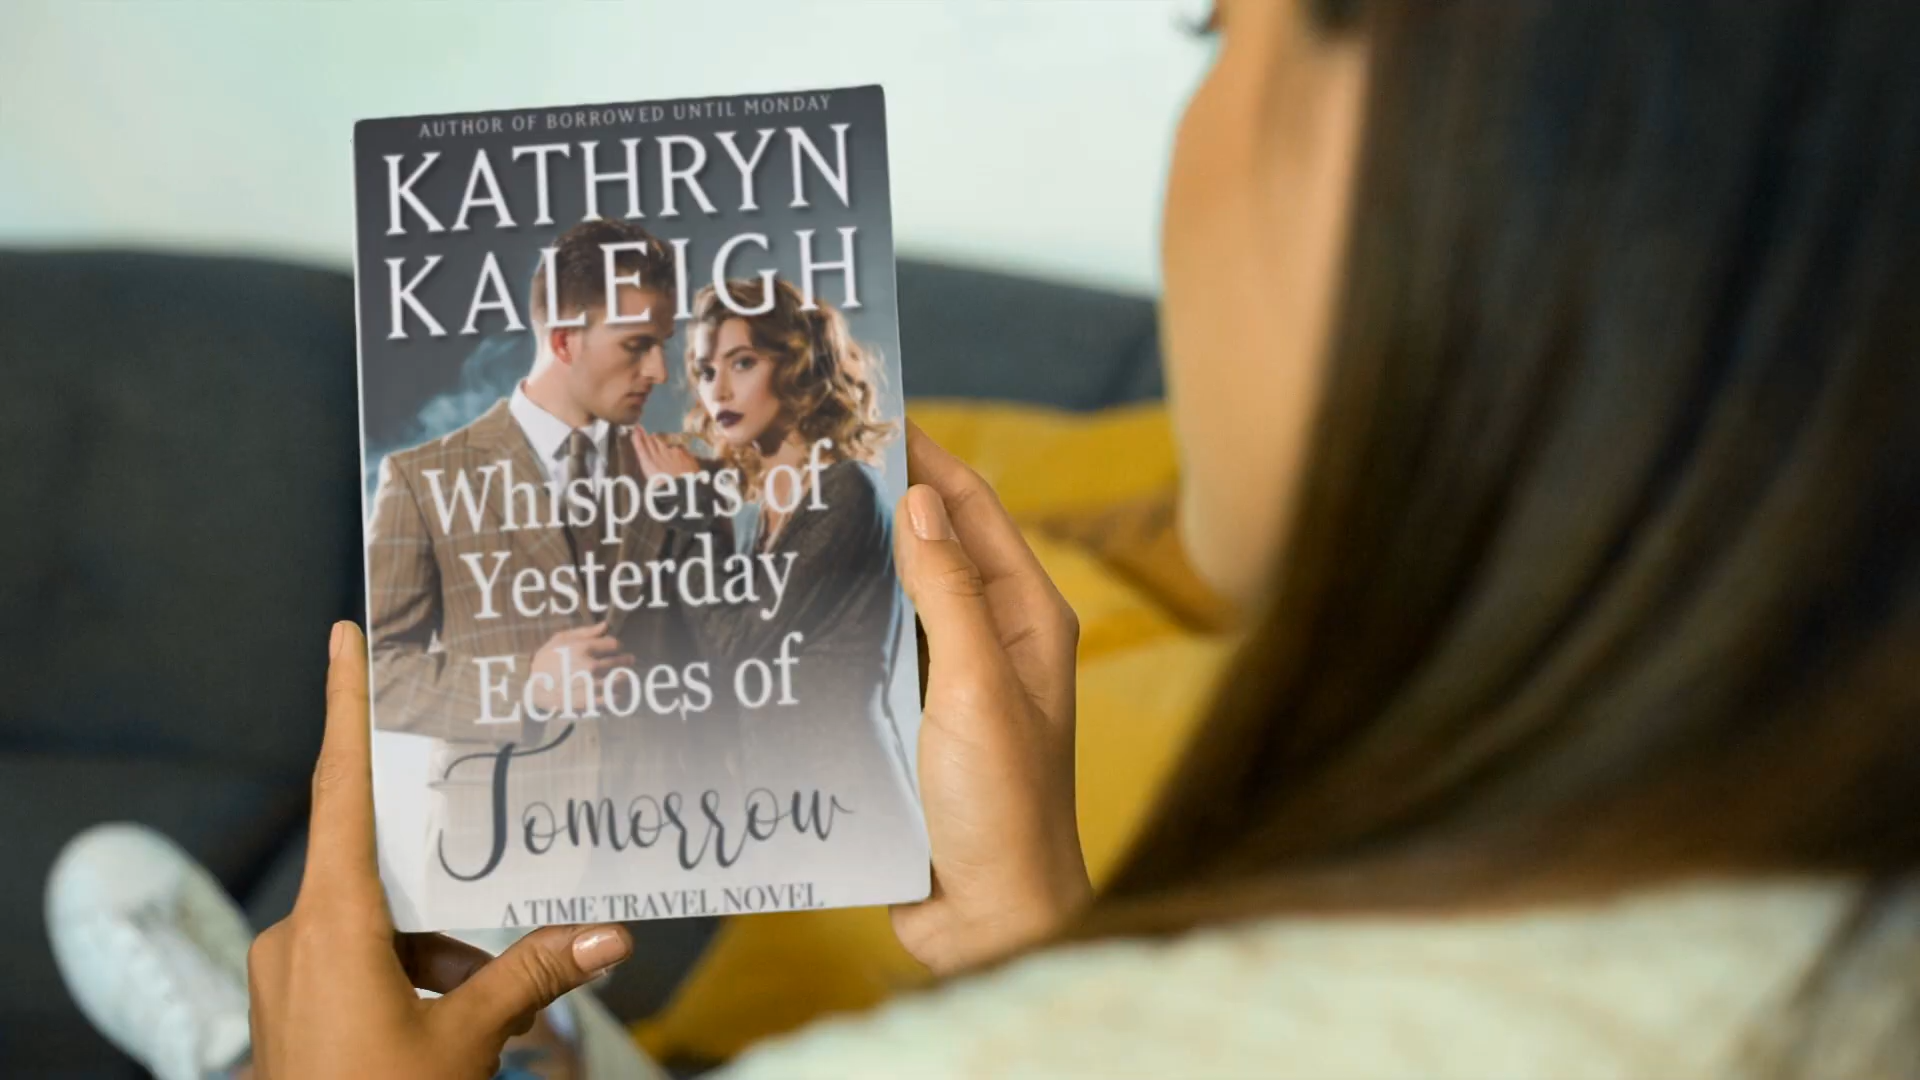 AUTHOR OF BORROWED UNTIL MONDAY
KATHRYN
KALEIGH
Whispers of
Yesterday
Echoes of
Tomorrow
A TIME TRAVEL NOVEL